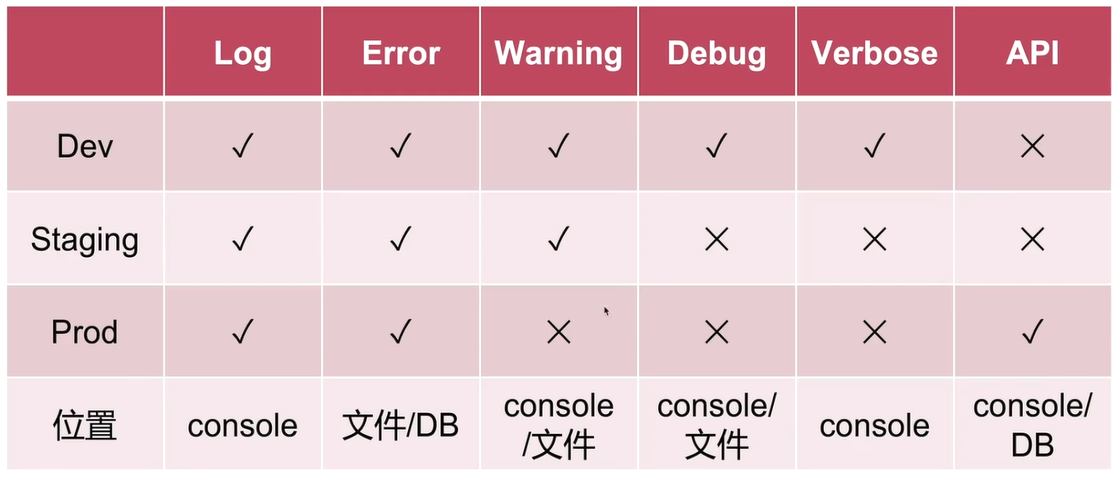 Log Error Warning Debug Verbose API
Dev ✓ ✓ ✓ ✓ ✓ ×
Staging ✓ ✓ ✓ × × ×
Prod ✓ ✓ × × × ✓
位置 console 文件/DB console /文件 console/ 文件 console console/ DB